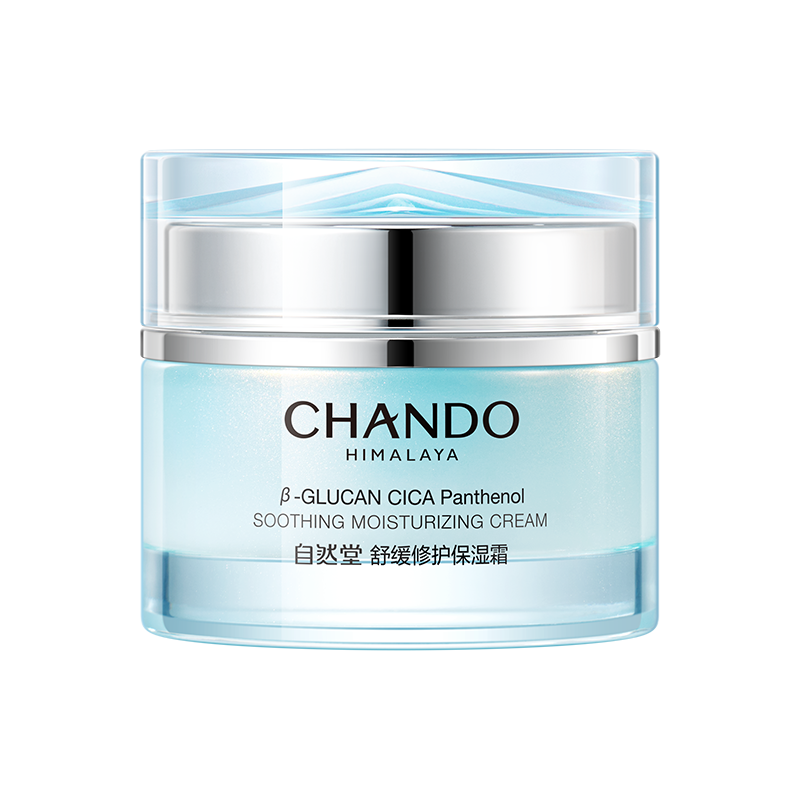 CHANDO
HIMALAYA
β-GLUCAN CICA Panthenol
SOOTHING MOISTURIZING CREAM
自然堂 舒缓修护保湿霜